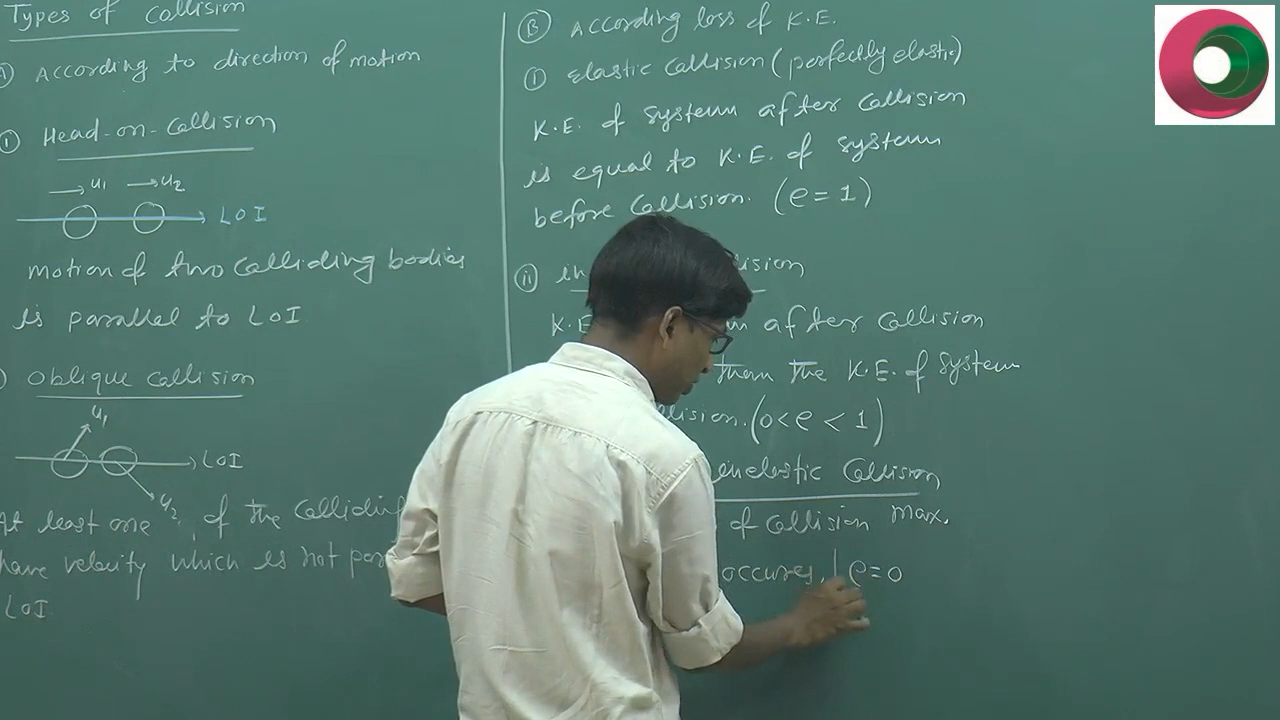 Types of Collision
A) According to direction of motion
I Head-on-Collision
u1 u2
LOI
Motion of two Colliding bodies
is parallel to LOI
Oblique Collision
u1
LOI
u2
At least one of the Colliding
have velocity which is not
LOI
B According loss of K.E.
I elastic Collision (perfectly elastic)
K.E. of system after Collision
is equal to K.E. of system
before Collision. (e=1)
ii
K.E. after Collision
than the K.E. of System
(0<e<1)
inelastic Collision
of Collision max.
occures, e=0